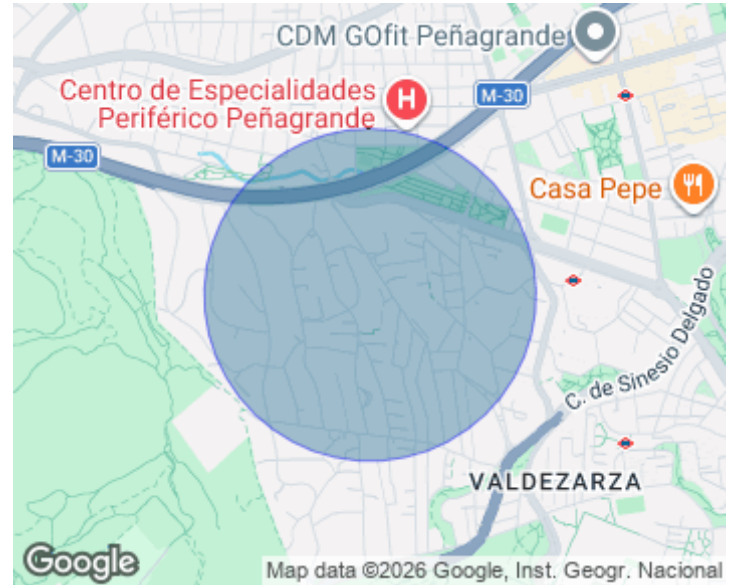 CDM GOfit Peñagrande
Centro de Especialidades
Periférico Peñagrande
H
M-30
M-30
Casa Pepe
C. de Sinesio Delgado
VALDEZARZA
Google
Map data ©2026 Google, Inst. Geogr. Nacional